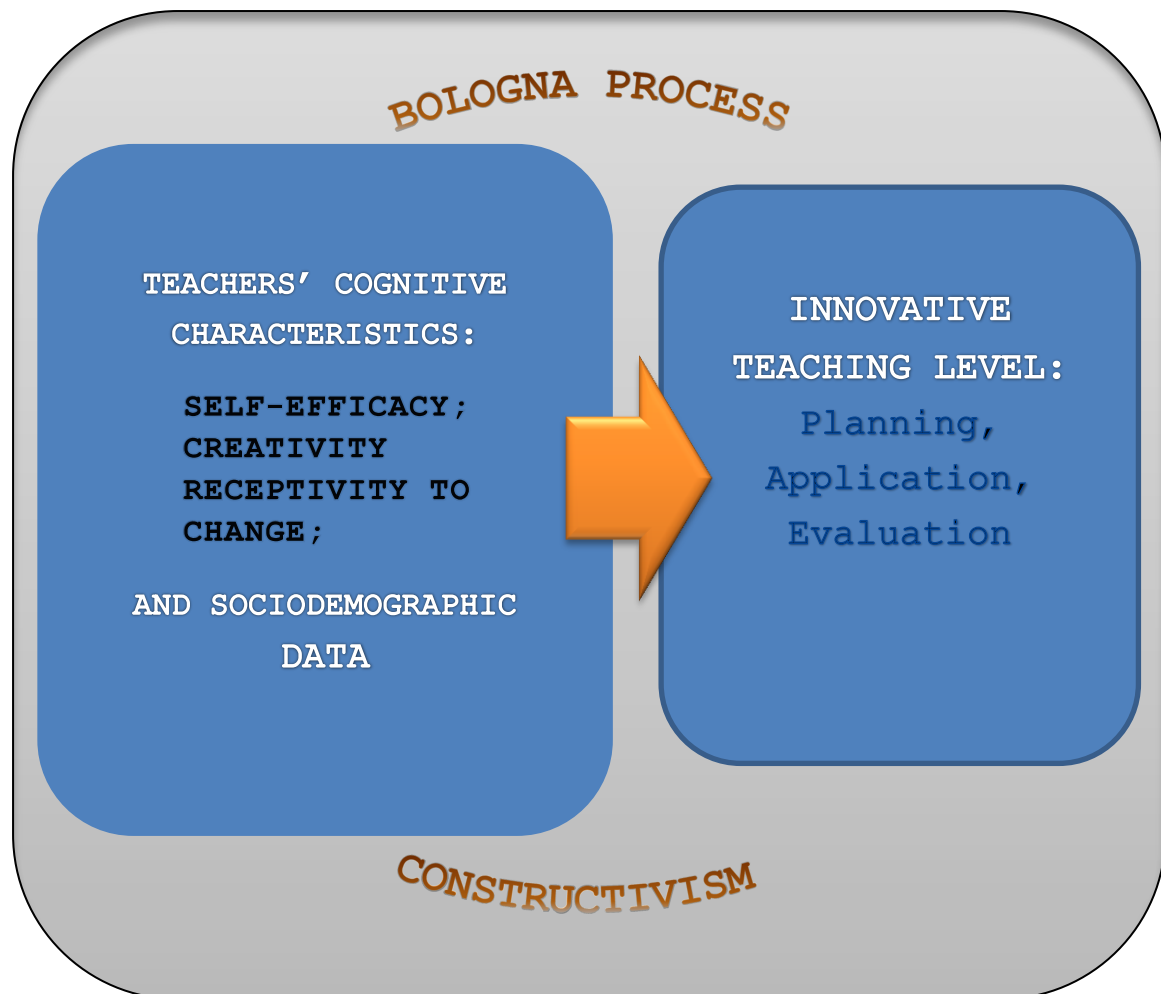 BOLOGNA PROCESS
TEACHERS’ COGNITIVE
CHARACTERISTICS:
SELF-EFFICACY;
CREATIVITY
RECEPTIVITY TO
CHANGE;
AND SOCIODEMOGRAPHIC
DATA
INNOVATIVE
TEACHING LEVEL:
Planning,
Application,
Evaluation
CONSTRUCTIVISM